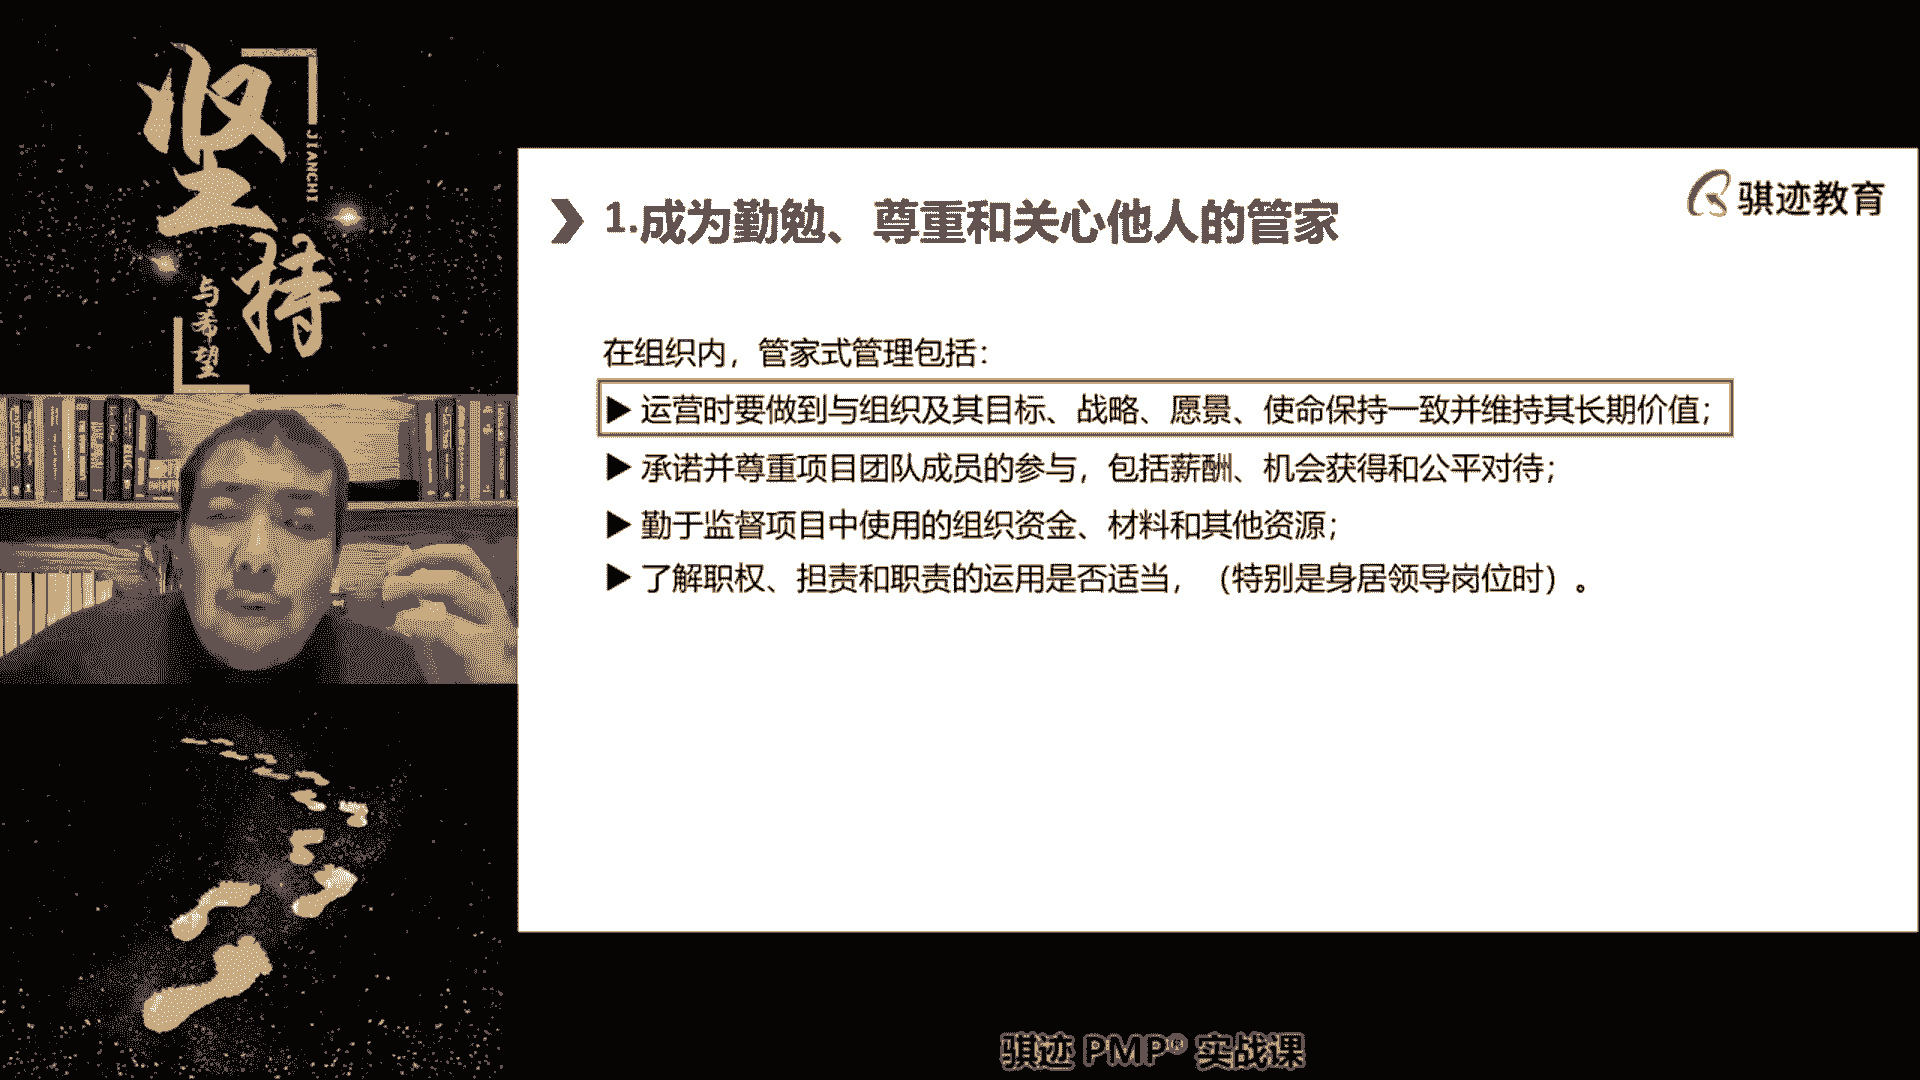 坚持
JIANCHI
与希望
骐迹教育
1.成为勤勉、尊重和关心他人的管家
在组织内，管家式管理包括：
▶ 运营时要做到与组织及其目标、战略、愿景、使命保持一致并维持其长期价值；
▶ 承诺并尊重项目团队成员的参与，包括薪酬、机会获得和公平对待；
▶ 勤于监督项目中使用的组织资金、材料和其他资源；
▶ 了解职权、担责和职责的运用是否适当，（特别是身居领导岗位时）。
骐迹 PMP® 实战课